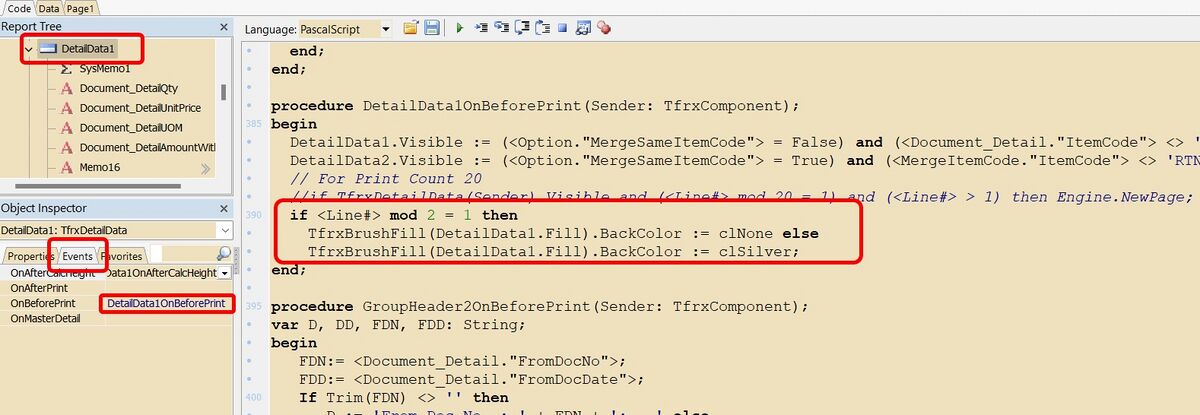 Code Data Page1
Report Tree
DetailData1
SysMemo1
Document_DetailQty
Document_DetailUnitPrice
Document_DetailUOM
Document_DetailAmountWit
Memo16
Object Inspector
DetailData1: TfrxDetailData
Properties Events Favorites
OnAfterCalcHeight Data1OnAfterCalcHeight
OnAfterPrint
OnBeforePrint DetailData1OnBeforePrint
OnMasterDetail
Language: PascalScript
end;
end;
procedure DetailData1OnBeforePrint(Sender: TfrxComponent);
385 begin
DetailData1.Visible := (<Option."MergeSameItemCode"> = False) and (<Document_Detail."ItemCode"> <> '
DetailData2.Visible := (<Option."MergeSameItemCode"> = True) and (<MergeItemCode."ItemCode"> <> 'RTN
// For Print Count 20
//if TfrxDetailData(Sender).Visible and (<Line#> mod 20 = 1) and (<Line#> > 1) then Engine.NewPage;
390 if <Line#> mod 2 = 1 then
TfrxBrushFill(DetailData1.Fill).BackColor := clNone else
TfrxBrushFill(DetailData1.Fill).BackColor := clSilver;
end;
395 procedure GroupHeader2OnBeforePrint(Sender: TfrxComponent);
var D, DD, FDN, FDD: String;
begin
FDN:= <Document_Detail."FromDocNo">;
FDD:= <Document_Detail."FromDocDate">;
400 If Trim(FDN) <> '' then